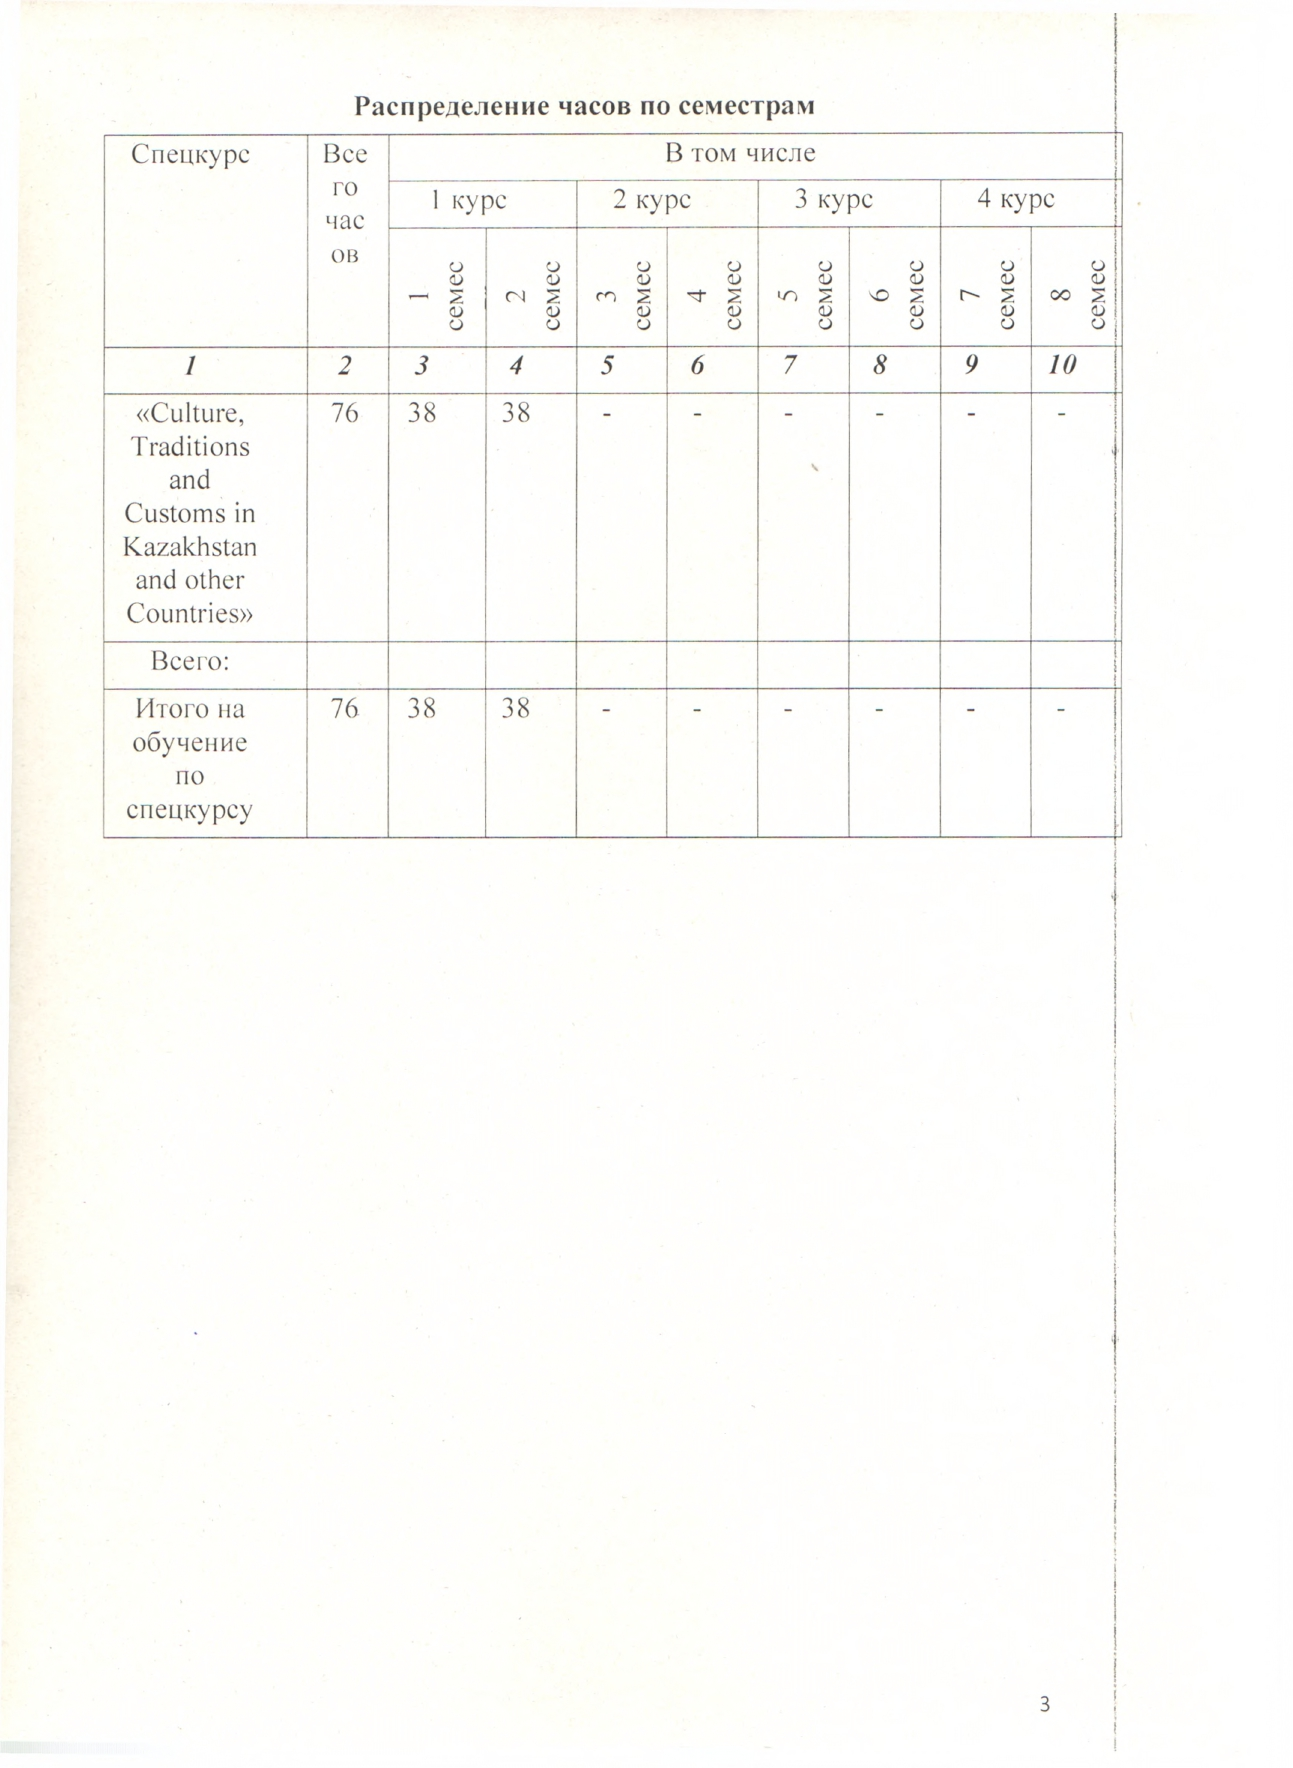 Распределение часов по семестрам
Спецкурс
Все
го
час
ов
В том числе
1 курс
2 курс
3 курс
4 курс
1
семес
2
семес
3
семес
4
семес
5
семес
6
семес
7
семес
8
семес
1 2 3 4 5 6 7 8 9 10
«Culture,
Traditions
and
Customs in
Kazakhstan
and other
Countries»
76 38 38 - - - - - -
Всего:
Итого на
обучение
по
спецкурсу
76 38 38 - - - - - -
3